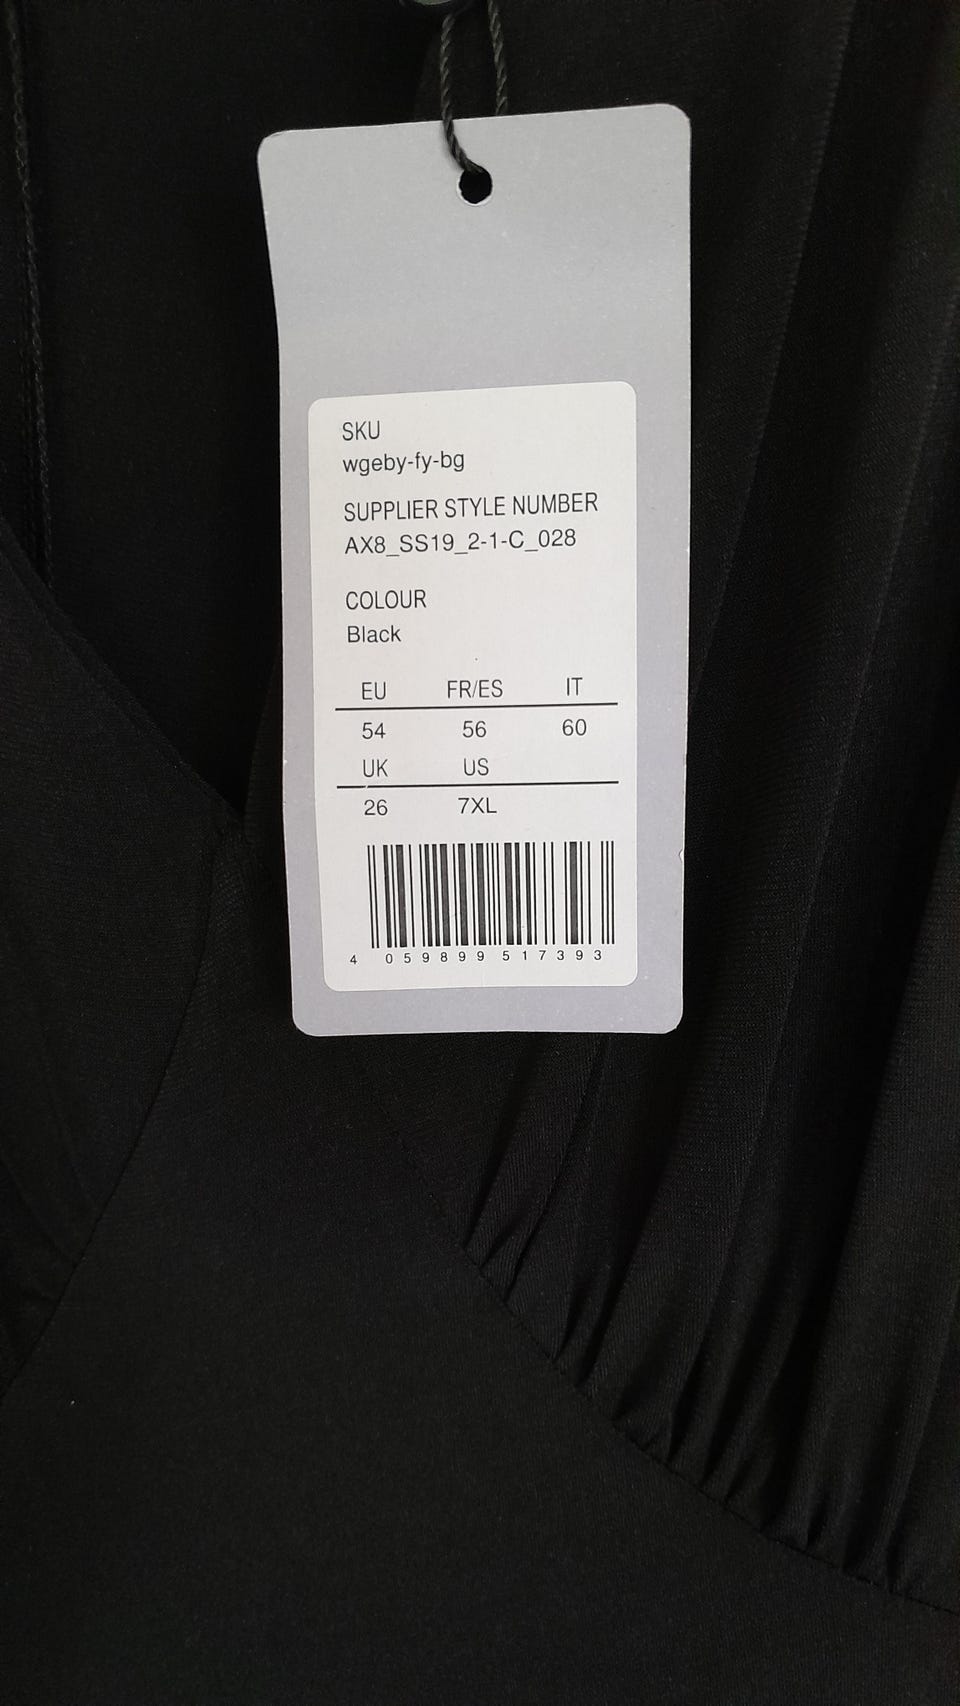 SKU
wgeby-fy-bg
SUPPLIER STYLE NUMBER
AX8_SS19_2-1-C_028
COLOUR
Black
EU FR/ES IT
54 56 60
UK US
26 7XL
4 059899 517393